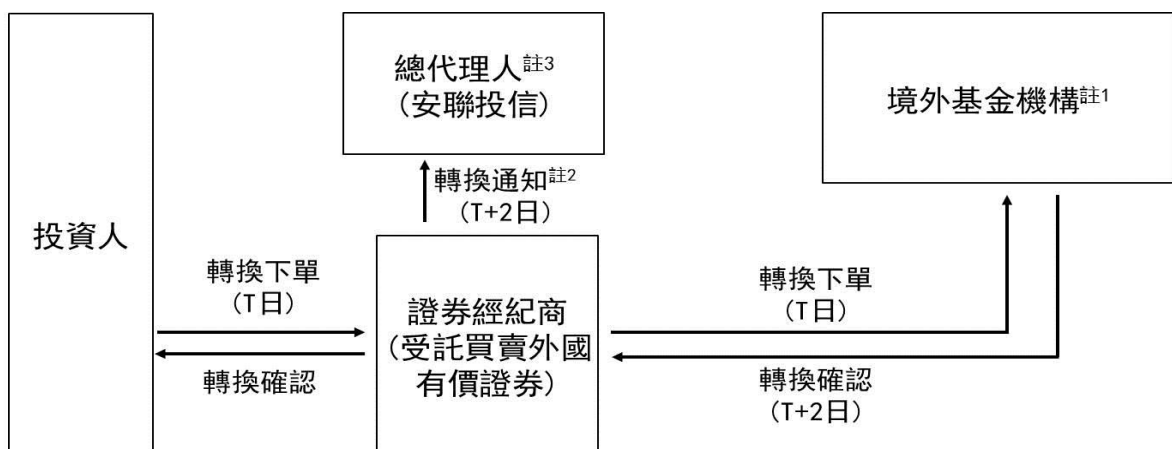 投資人
轉換下單
(T日)
轉換確認
總代理人註3
(安聯投信)
轉換通知註2
(T+2日)
證券經紀商
(受託買賣外國
有價證券)
境外基金機構註1
轉換下單
(T日)
轉換確認
(T+2日)